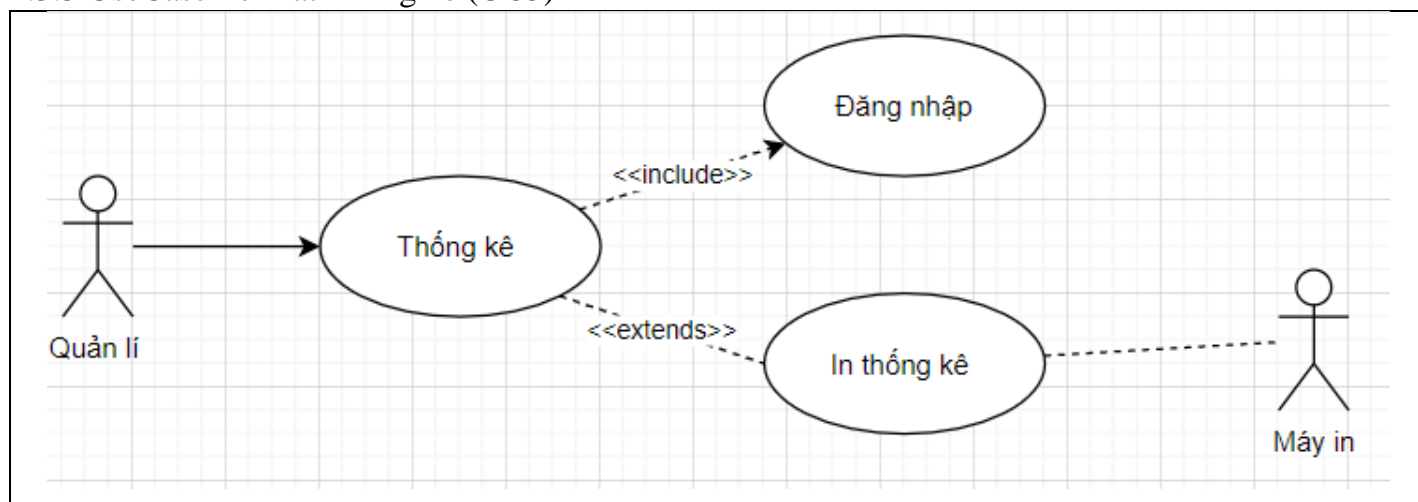 Đăng nhập
<<include>>
Thống kê
<<extends>>
Quản lí
In thống kê
Máy in